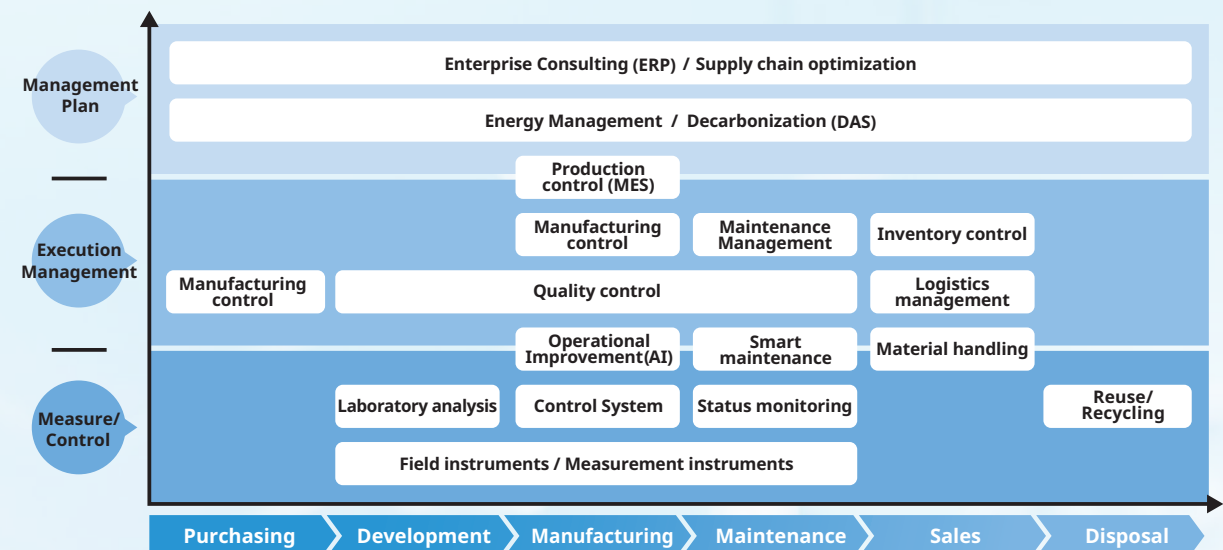 Management
Plan
Enterprise Consulting (ERP) / Supply chain optimization
Energy Management / Decarbonization (DAS)
Production
control (MES)
Execution
Management
Manufacturing
control
Maintenance
Management
Inventory control
Manufacturing
control
Quality control
Logistics
management
Operational
Improvement(AI)
Smart
maintenance
Material handling
Measure/
Control
Laboratory analysis
Control System
Status monitoring
Reuse/
Recycling
Field instruments / Measurement instruments
Purchasing
Development
Manufacturing
Maintenance
Sales
Disposal